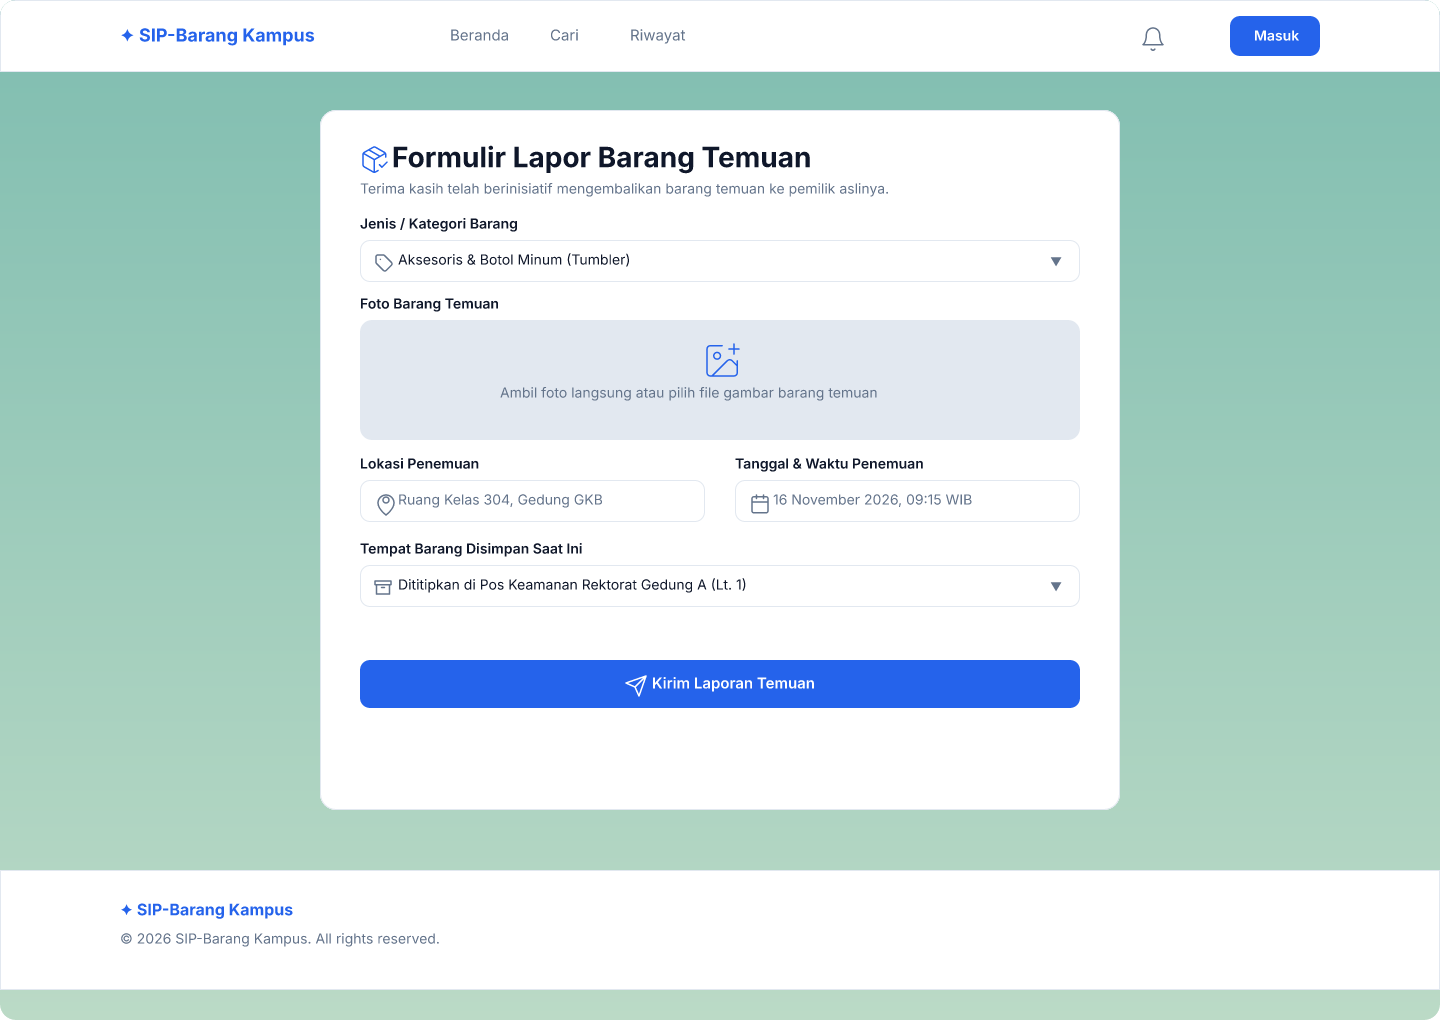 ✦ SIP-Barang Kampus
Beranda
Cari
Riwayat
Masuk
Formulir Lapor Barang Temuan
Terima kasih telah berinisiatif mengembalikan barang temuan ke pemilik aslinya.
Jenis / Kategori Barang
Aksesoris & Botol Minum (Tumbler)
Foto Barang Temuan
Ambil foto langsung atau pilih file gambar barang temuan
Lokasi Penemuan
Ruang Kelas 304, Gedung GKB
Tanggal & Waktu Penemuan
16 November 2026, 09:15 WIB
Tempat Barang Disimpan Saat Ini
Dititipkan di Pos Keamanan Rektorat Gedung A (Lt. 1)
Kirim Laporan Temuan
✦ SIP-Barang Kampus
© 2026 SIP-Barang Kampus. All rights reserved.